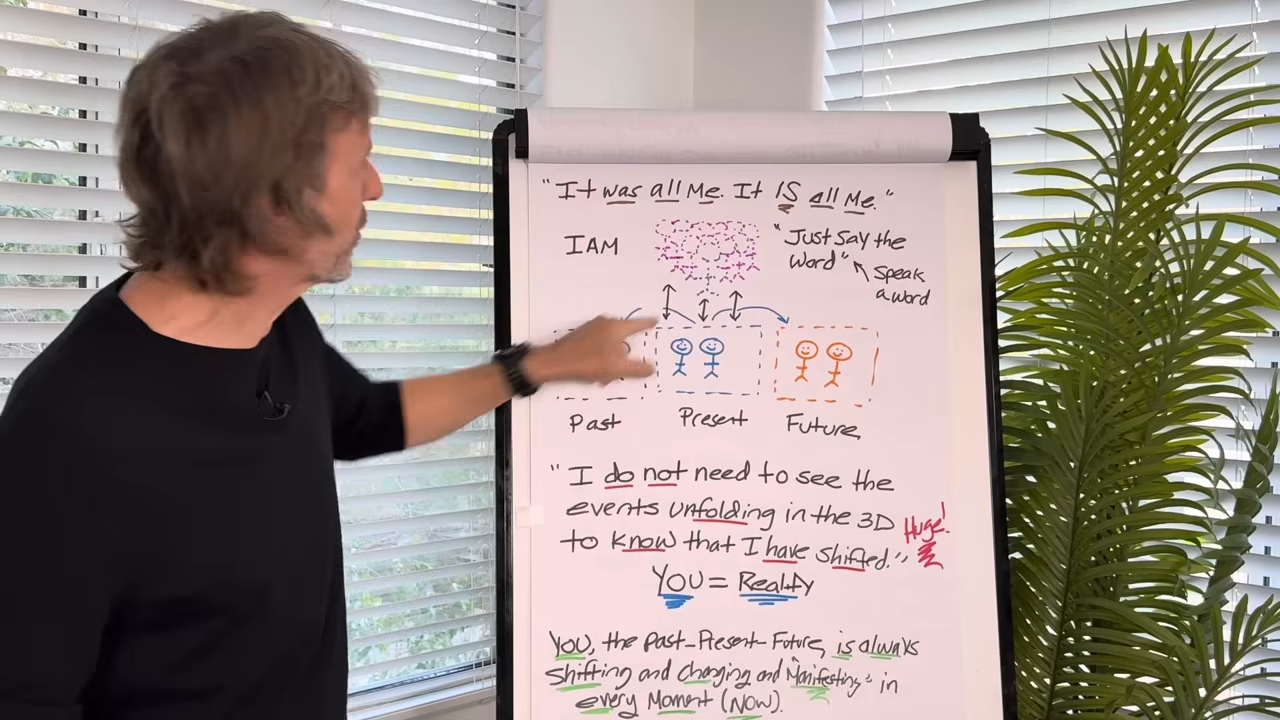 "It was all Me. It IS all Me."
IAM
"Just say the
word"
speak
a word
Past
Present
Future
"I do not need to see the
events unfolding in the 3D
to know that I have shifted."
Huge!
YOU = Reality
YOU, the Past-Present-Future, is always
shifting and changing and "Manifesting" in
every Moment (NOW).